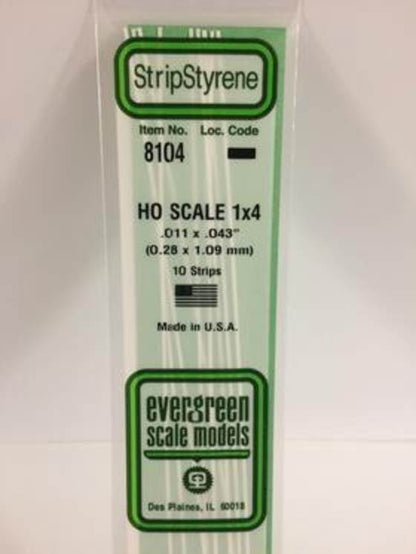 StripStyrene
Item No. Loc. Code
8104
HO SCALE 1x4
.011 x .043"
(0.28 x 1.09 mm)
10 Strips
Made in U.S.A.
evergreen
scale models
Des Plaines, IL 60018